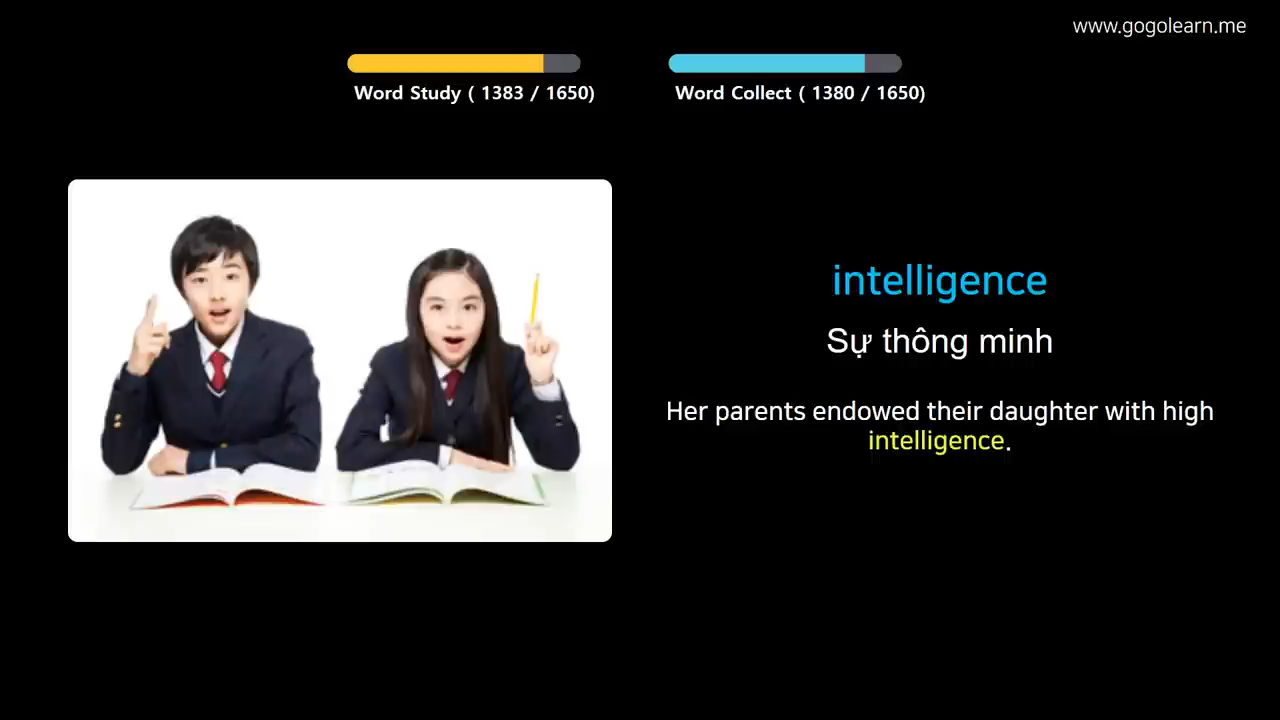 www.gogolearn.me
Word Study ( 1383 / 1650)
Word Collect ( 1380 / 1650)
intelligence
Sự thông minh
Her parents endowed their daughter with high
intelligence.